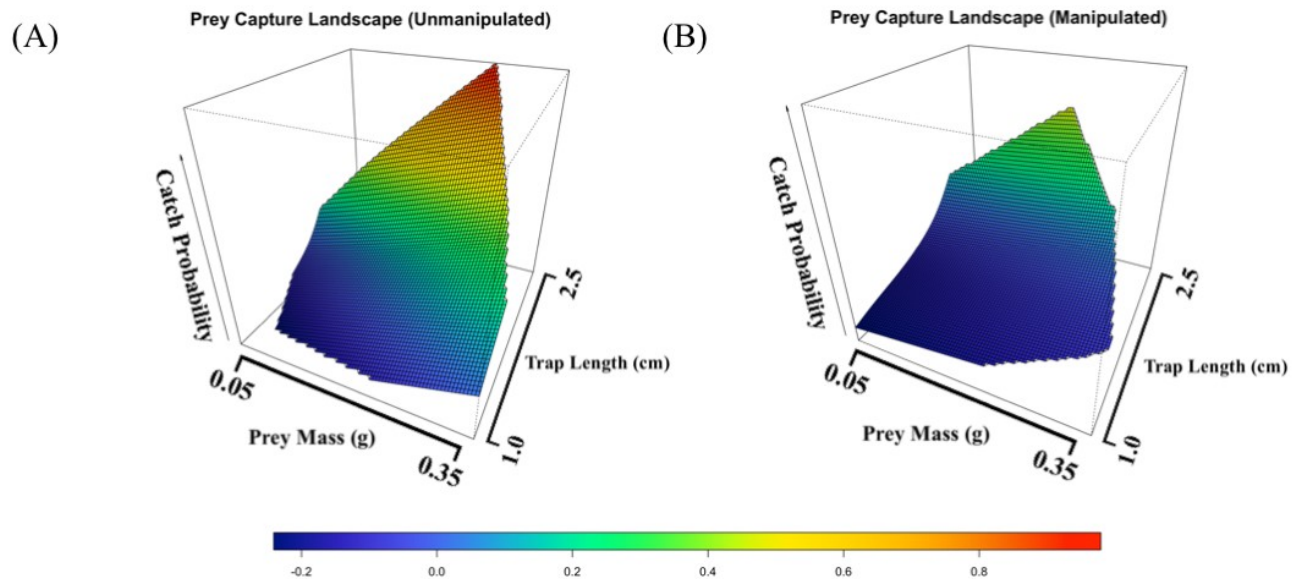 (A)
Prey Capture Landscape (Unmanipulated)
Catch Probability
0.05
Prey Mass (g)
0.35
1.0
Trap Length (cm)
2.5
(B)
Prey Capture Landscape (Manipulated)
Catch Probability
0.05
Prey Mass (g)
0.35
1.0
Trap Length (cm)
2.5
-0.2 0.0 0.2 0.4 0.6 0.8